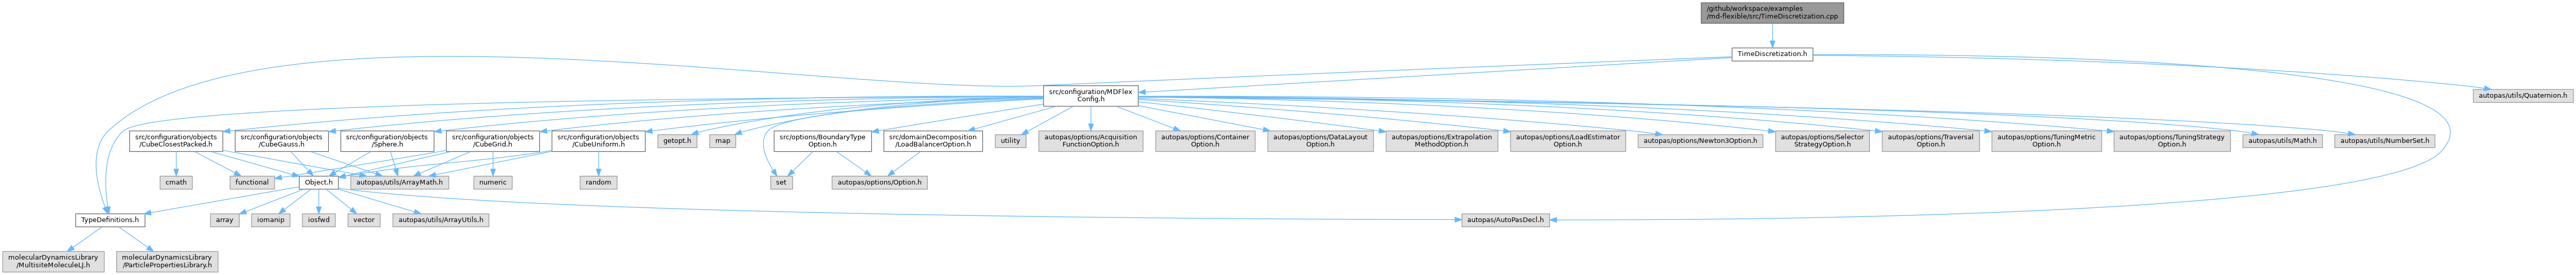 /github/workspace/examples
/md-flexible/src/TimeDiscretization.cpp
TimeDiscretization.h
src/configuration/MDFlex
Config.h
autopas/utils/Quaternion.h
src/configuration/objects
/CubeClosestPacked.h
src/configuration/objects
/CubeGauss.h
src/configuration/objects
/Sphere.h
src/configuration/objects
/CubeGrid.h
src/configuration/objects
/CubeUniform.h
getopt.h
map
src/options/BoundaryType
Option.h
src/domainDecomposition
/LoadBalancerOption.h
utility
autopas/options/Acquisition
FunctionOption.h
autopas/options/Container
Option.h
autopas/options/DataLayout
Option.h
autopas/options/Extrapolation
MethodOption.h
autopas/options/LoadEstimator
Option.h
autopas/options/Newton3Option.h
autopas/options/Selector
StrategyOption.h
autopas/options/Traversal
Option.h
autopas/options/TuningMetric
Option.h
autopas/options/TuningStrategy
Option.h
autopas/utils/Math.h
autopas/utils/NumberSet.h
cmath
functional
Object.h
autopas/utils/ArrayMath.h
numeric
random
set
autopas/options/Option.h
TypeDefinitions.h
array
iomanip
iosfwd
vector
autopas/utils/ArrayUtils.h
autopas/AutoPasDecl.h
molecularDynamicsLibrary
/MultisiteMoleculeLJ.h
molecularDynamicsLibrary
/ParticlePropertiesLibrary.h